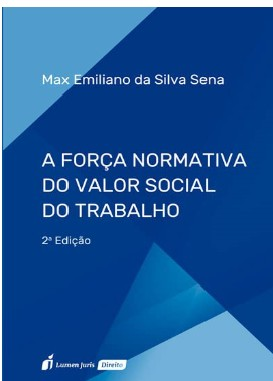 Max Emiliano da Silva Sena
A FORÇA NORMATIVA
DO VALOR SOCIAL
DO TRABALHO
2ª Edição
Lumen Juris Direito